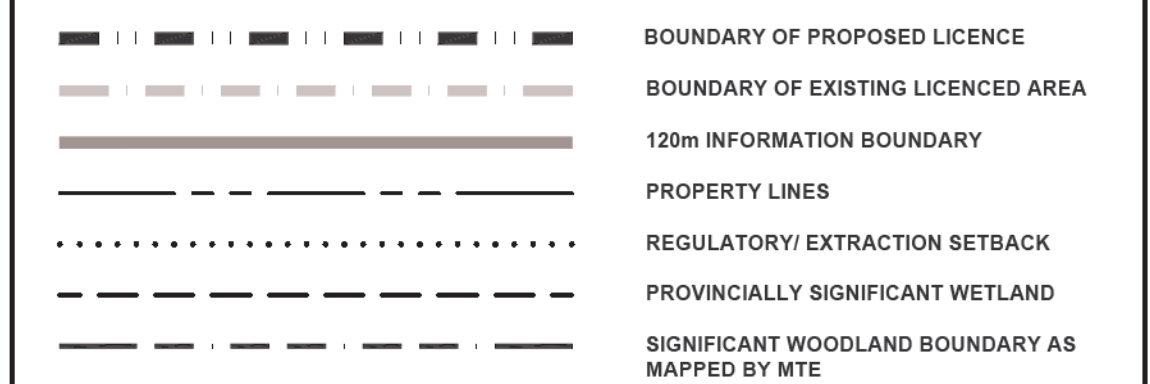 BOUNDARY OF PROPOSED LICENCE
BOUNDARY OF EXISTING LICENCED AREA
120m INFORMATION BOUNDARY
PROPERTY LINES
REGULATORY/ EXTRACTION SETBACK
PROVINCIALLY SIGNIFICANT WETLAND
SIGNIFICANT WOODLAND BOUNDARY AS
MAPPED BY MTE